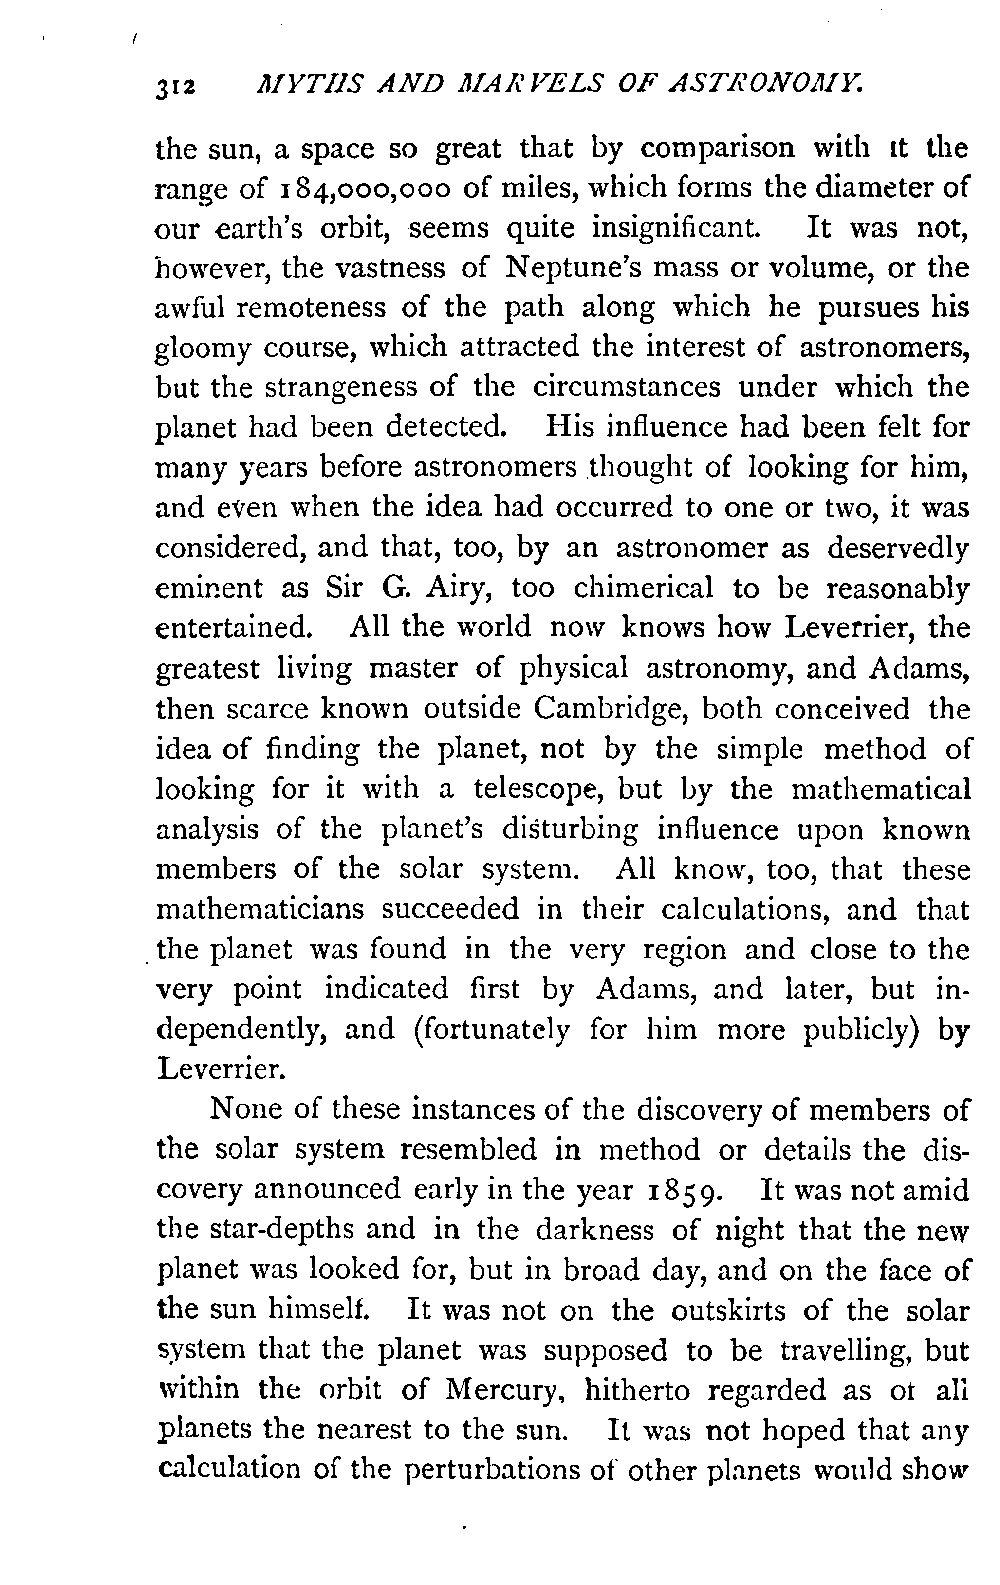 312 MYTHS AND MARVELS OF ASTRONOMY.
the sun, a space so great that by comparison with it the
range of 184,000,000 of miles, which forms the diameter of
our earth's orbit, seems quite insignificant. It was not,
however, the vastness of Neptune's mass or volume, or the
awful remoteness of the path along which he pursues his
gloomy course, which attracted the interest of astronomers,
but the strangeness of the circumstances under which the
planet had been detected. His influence had been felt for
many years before astronomers thought of looking for him,
and even when the idea had occurred to one or two, it was
considered, and that, too, by an astronomer as deservedly
eminent as Sir G. Airy, too chimerical to be reasonably
entertained. All the world now knows how Leverrier, the
greatest living master of physical astronomy, and Adams,
then scarce known outside Cambridge, both conceived the
idea of finding the planet, not by the simple method of
looking for it with a telescope, but by the mathematical
analysis of the planet's disturbing influence upon known
members of the solar system. All know, too, that these
mathematicians succeeded in their calculations, and that
the planet was found in the very region and close to the
very point indicated first by Adams, and later, but in-
dependently, and (fortunately for him more publicly) by
Leverrier.
None of these instances of the discovery of members of
the solar system resembled in method or details the dis-
covery announced early in the year 1859. It was not amid
the star-depths and in the darkness of night that the new
planet was looked for, but in broad day, and on the face of
the sun himself. It was not on the outskirts of the solar
system that the planet was supposed to be travelling, but
within the orbit of Mercury, hitherto regarded as of all
planets the nearest to the sun. It was not hoped that any
calculation of the perturbations of other planets would show